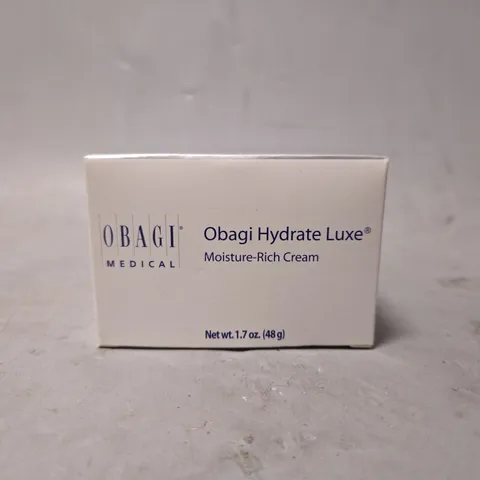 OBAGI®
MEDICAL
Obagi Hydrate Luxe®
Moisture-Rich Cream
Net wt. 1.7 oz. (48 g)